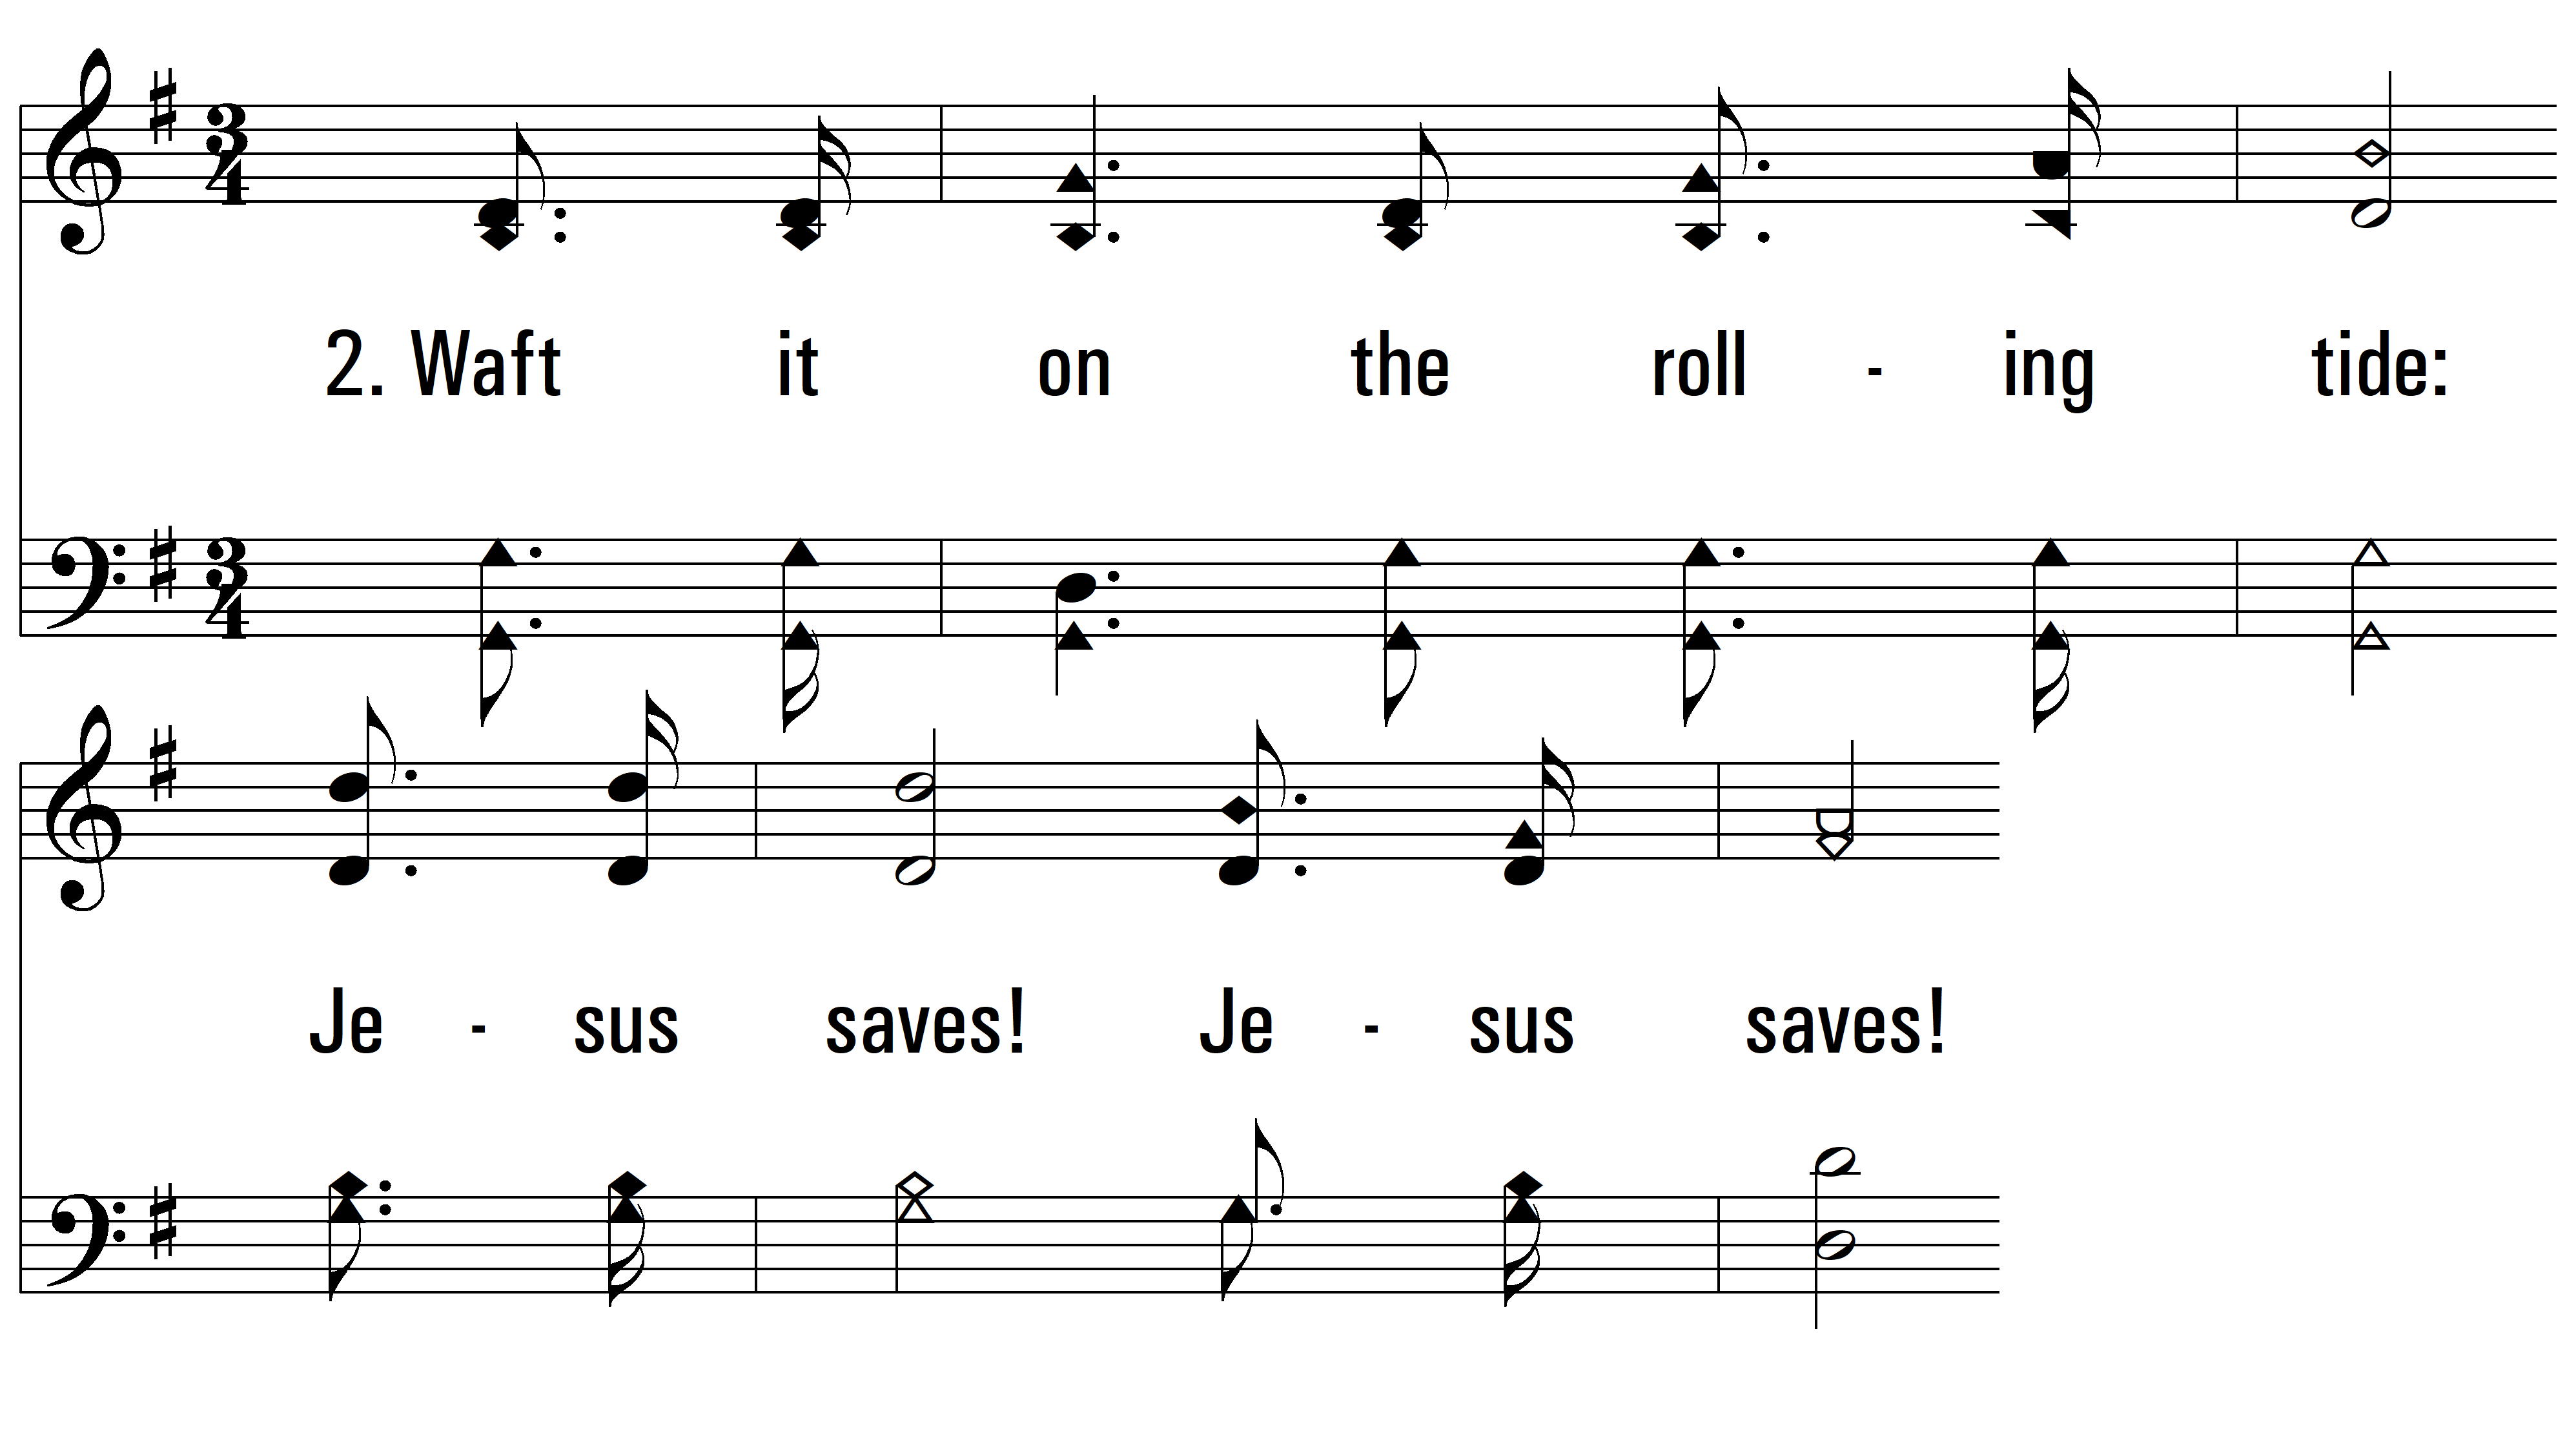 2. Waft it on the roll - ing tide:
Je - sus saves! Je - sus saves!